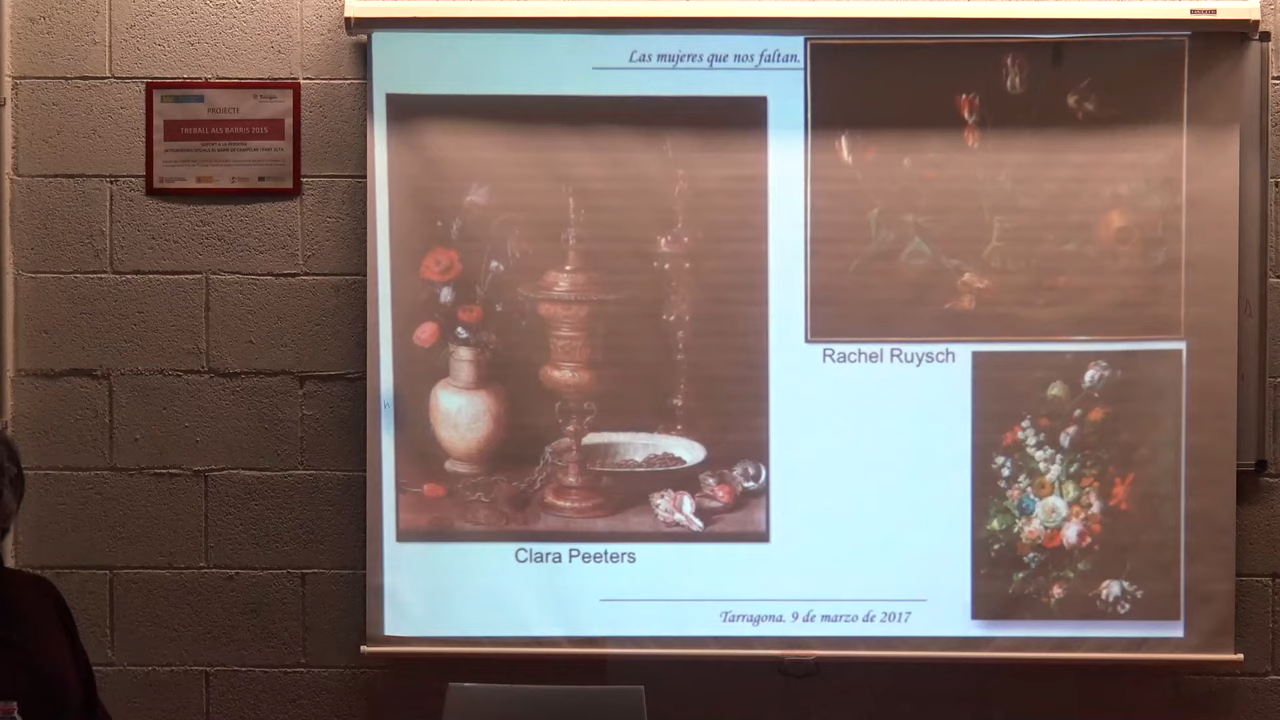 PROJECTE
TREBALL ALS BARRIS 2015
Las mujeres que nos faltan.
Rachel Ruysch
Clara Peeters
Tarragona. 9 de marzo de 2017